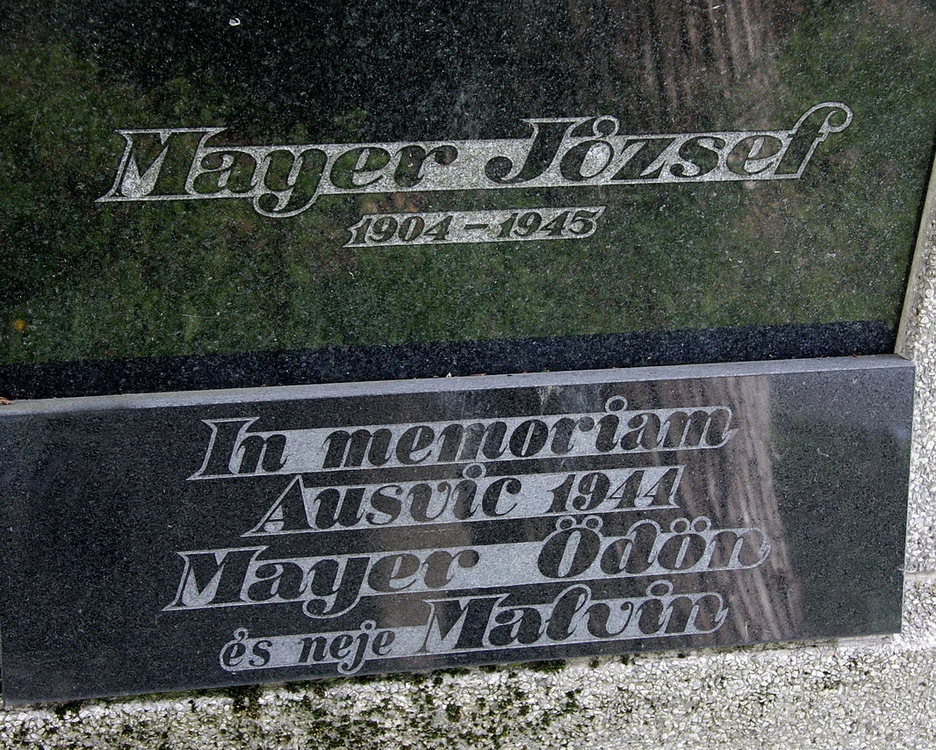 Mayer József
1904 - 1945
In memoriam
Ausvic 1944
Mayer Ödön
és neje Malvin